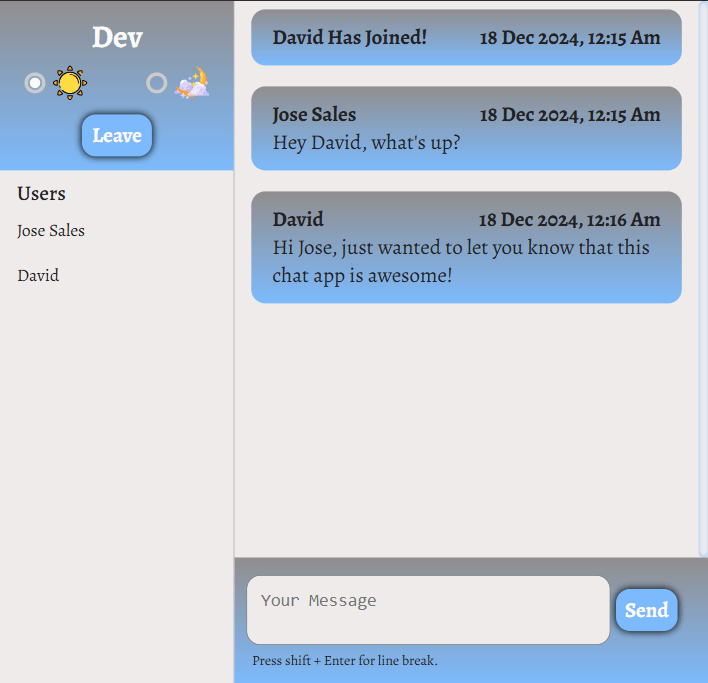 Dev
Leave
Users
Jose Sales
David
David Has Joined! 18 Dec 2024, 12:15 Am
Jose Sales 18 Dec 2024, 12:15 Am
Hey David, what's up?
David 18 Dec 2024, 12:16 Am
Hi Jose, just wanted to let you know that this
chat app is awesome!
Your Message
Send
Press shift + Enter for line break.